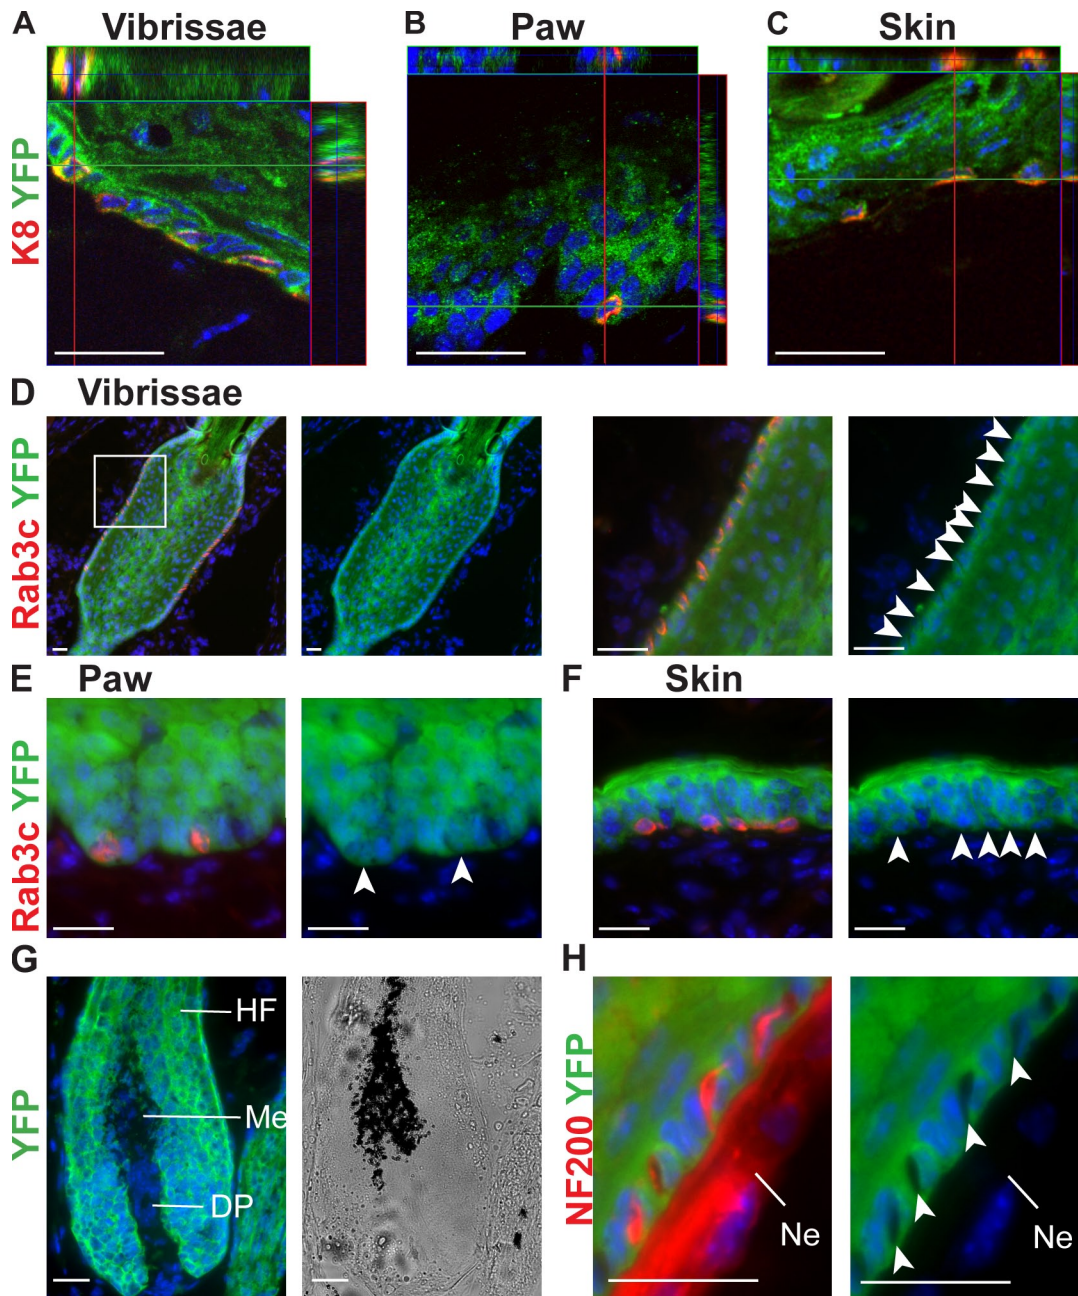 A Vibrissae
B Paw
C Skin
K8 YFP
D Vibrissae
Rab3c YFP
E Paw
F Skin
Rab3c YFP
G
H
YFP
HF
Me
DP
NF200 YFP
Ne
Ne